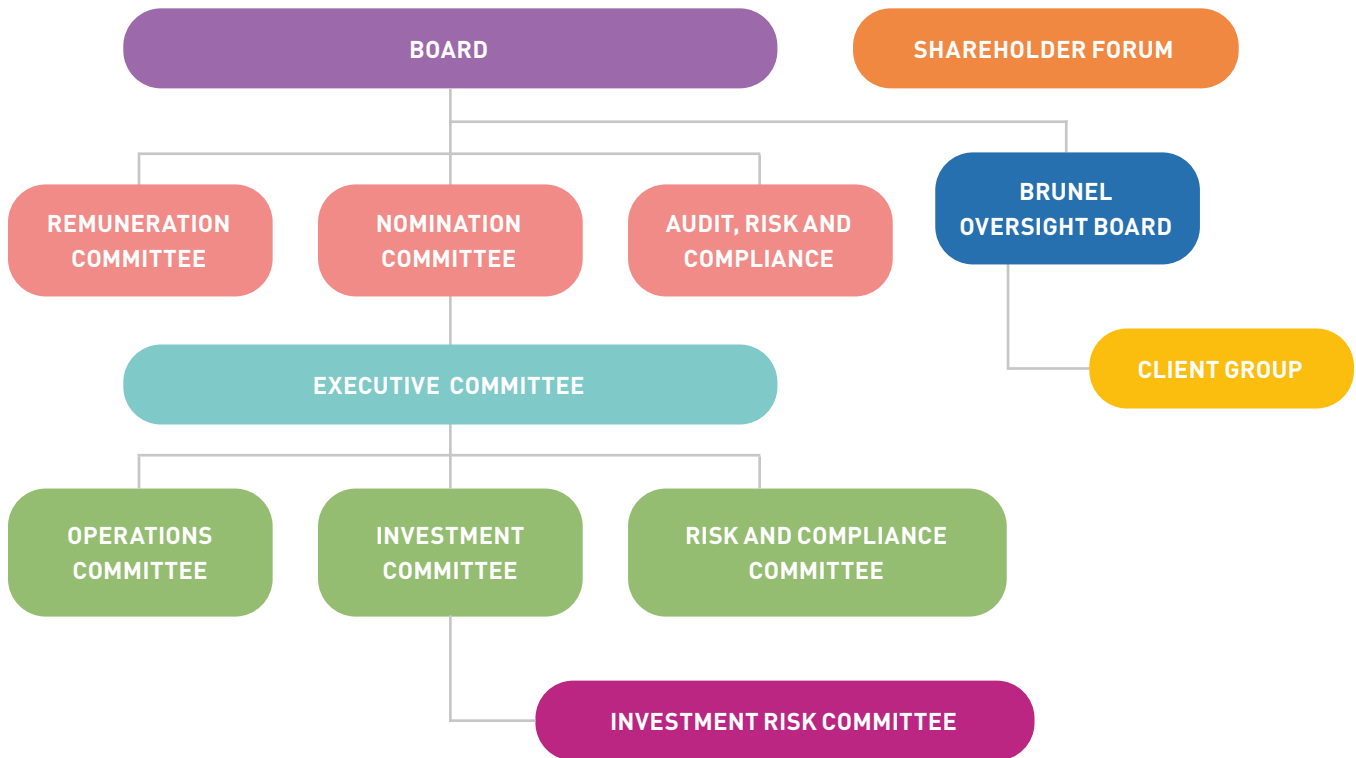 BOARD
SHAREHOLDER FORUM
REMUNERATION
COMMITTEE
NOMINATION
COMMITTEE
AUDIT, RISK AND
COMPLIANCE
BRUNEL
OVERSIGHT BOARD
EXECUTIVE COMMITTEE
CLIENT GROUP
OPERATIONS
COMMITTEE
INVESTMENT
COMMITTEE
RISK AND COMPLIANCE
COMMITTEE
INVESTMENT RISK COMMITTEE